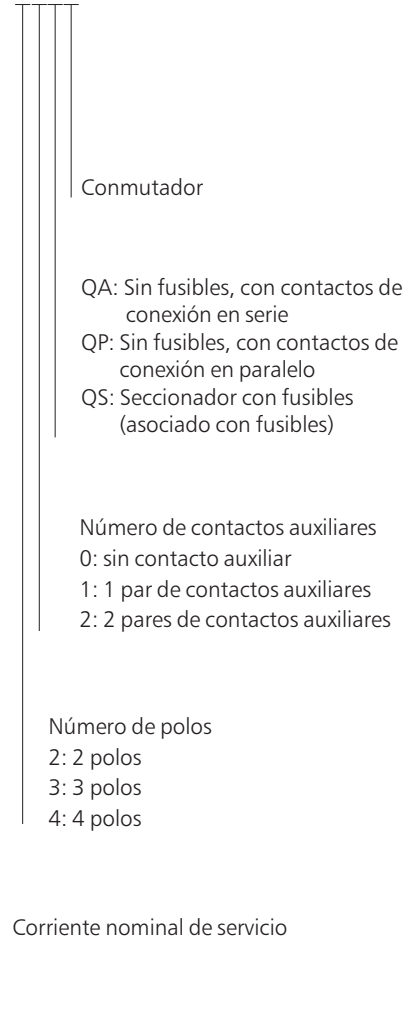 Conmutador
QA: Sin fusibles, con contactos de
conexión en serie
QP: Sin fusibles, con contactos de
conexión en paralelo
QS: Seccionador con fusibles
(asociado con fusibles)
Número de contactos auxiliares
0: sin contacto auxiliar
1: 1 par de contactos auxiliares
2: 2 pares de contactos auxiliares
Número de polos
2: 2 polos
3: 3 polos
4: 4 polos
Corriente nominal de servicio